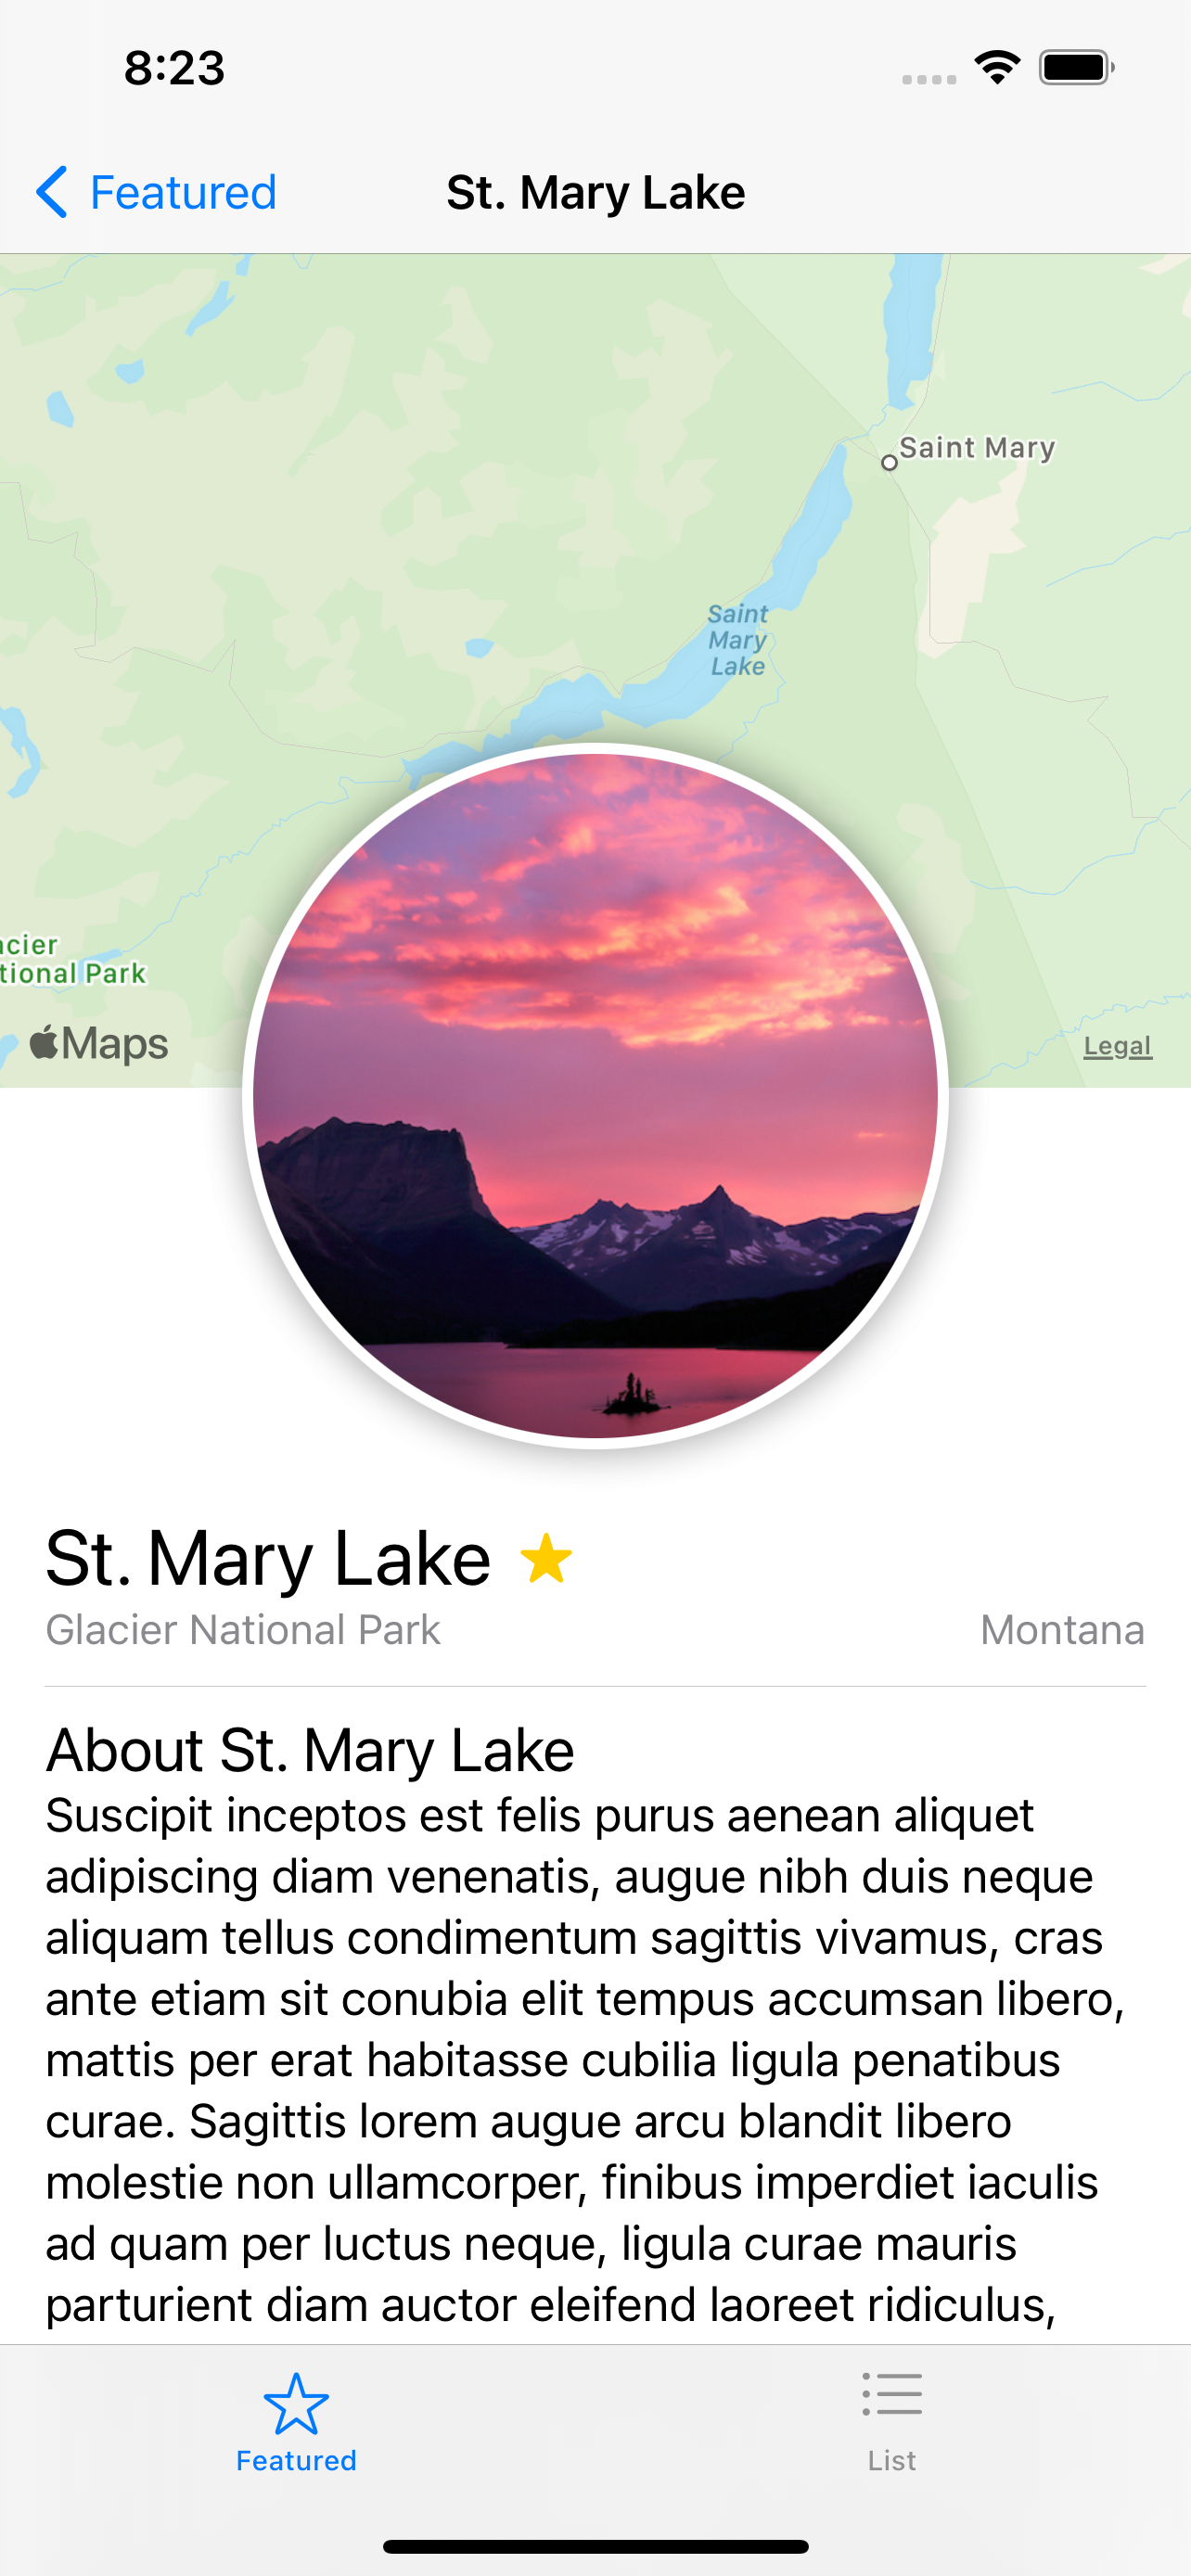 8:23
Featured
St. Mary Lake
Saint Mary
Saint
Mary
Lake
acier
tional Park
Maps
Legal
St. Mary Lake
Glacier National Park
Montana
About St. Mary Lake
Suscipit inceptos est felis purus aenean aliquet
adipiscing diam venenatis, augue nibh duis neque
aliquam tellus condimentum sagittis vivamus, cras
ante etiam sit conubia elit tempus accumsan libero,
mattis per erat habitasse cubilia ligula penatibus
curae. Sagittis lorem augue arcu blandit libero
molestie non ullamcorper, finibus imperdiet iaculis
ad quam per luctus neque, ligula curae mauris
parturient diam auctor eleifend laoreet ridiculus,
Featured
List